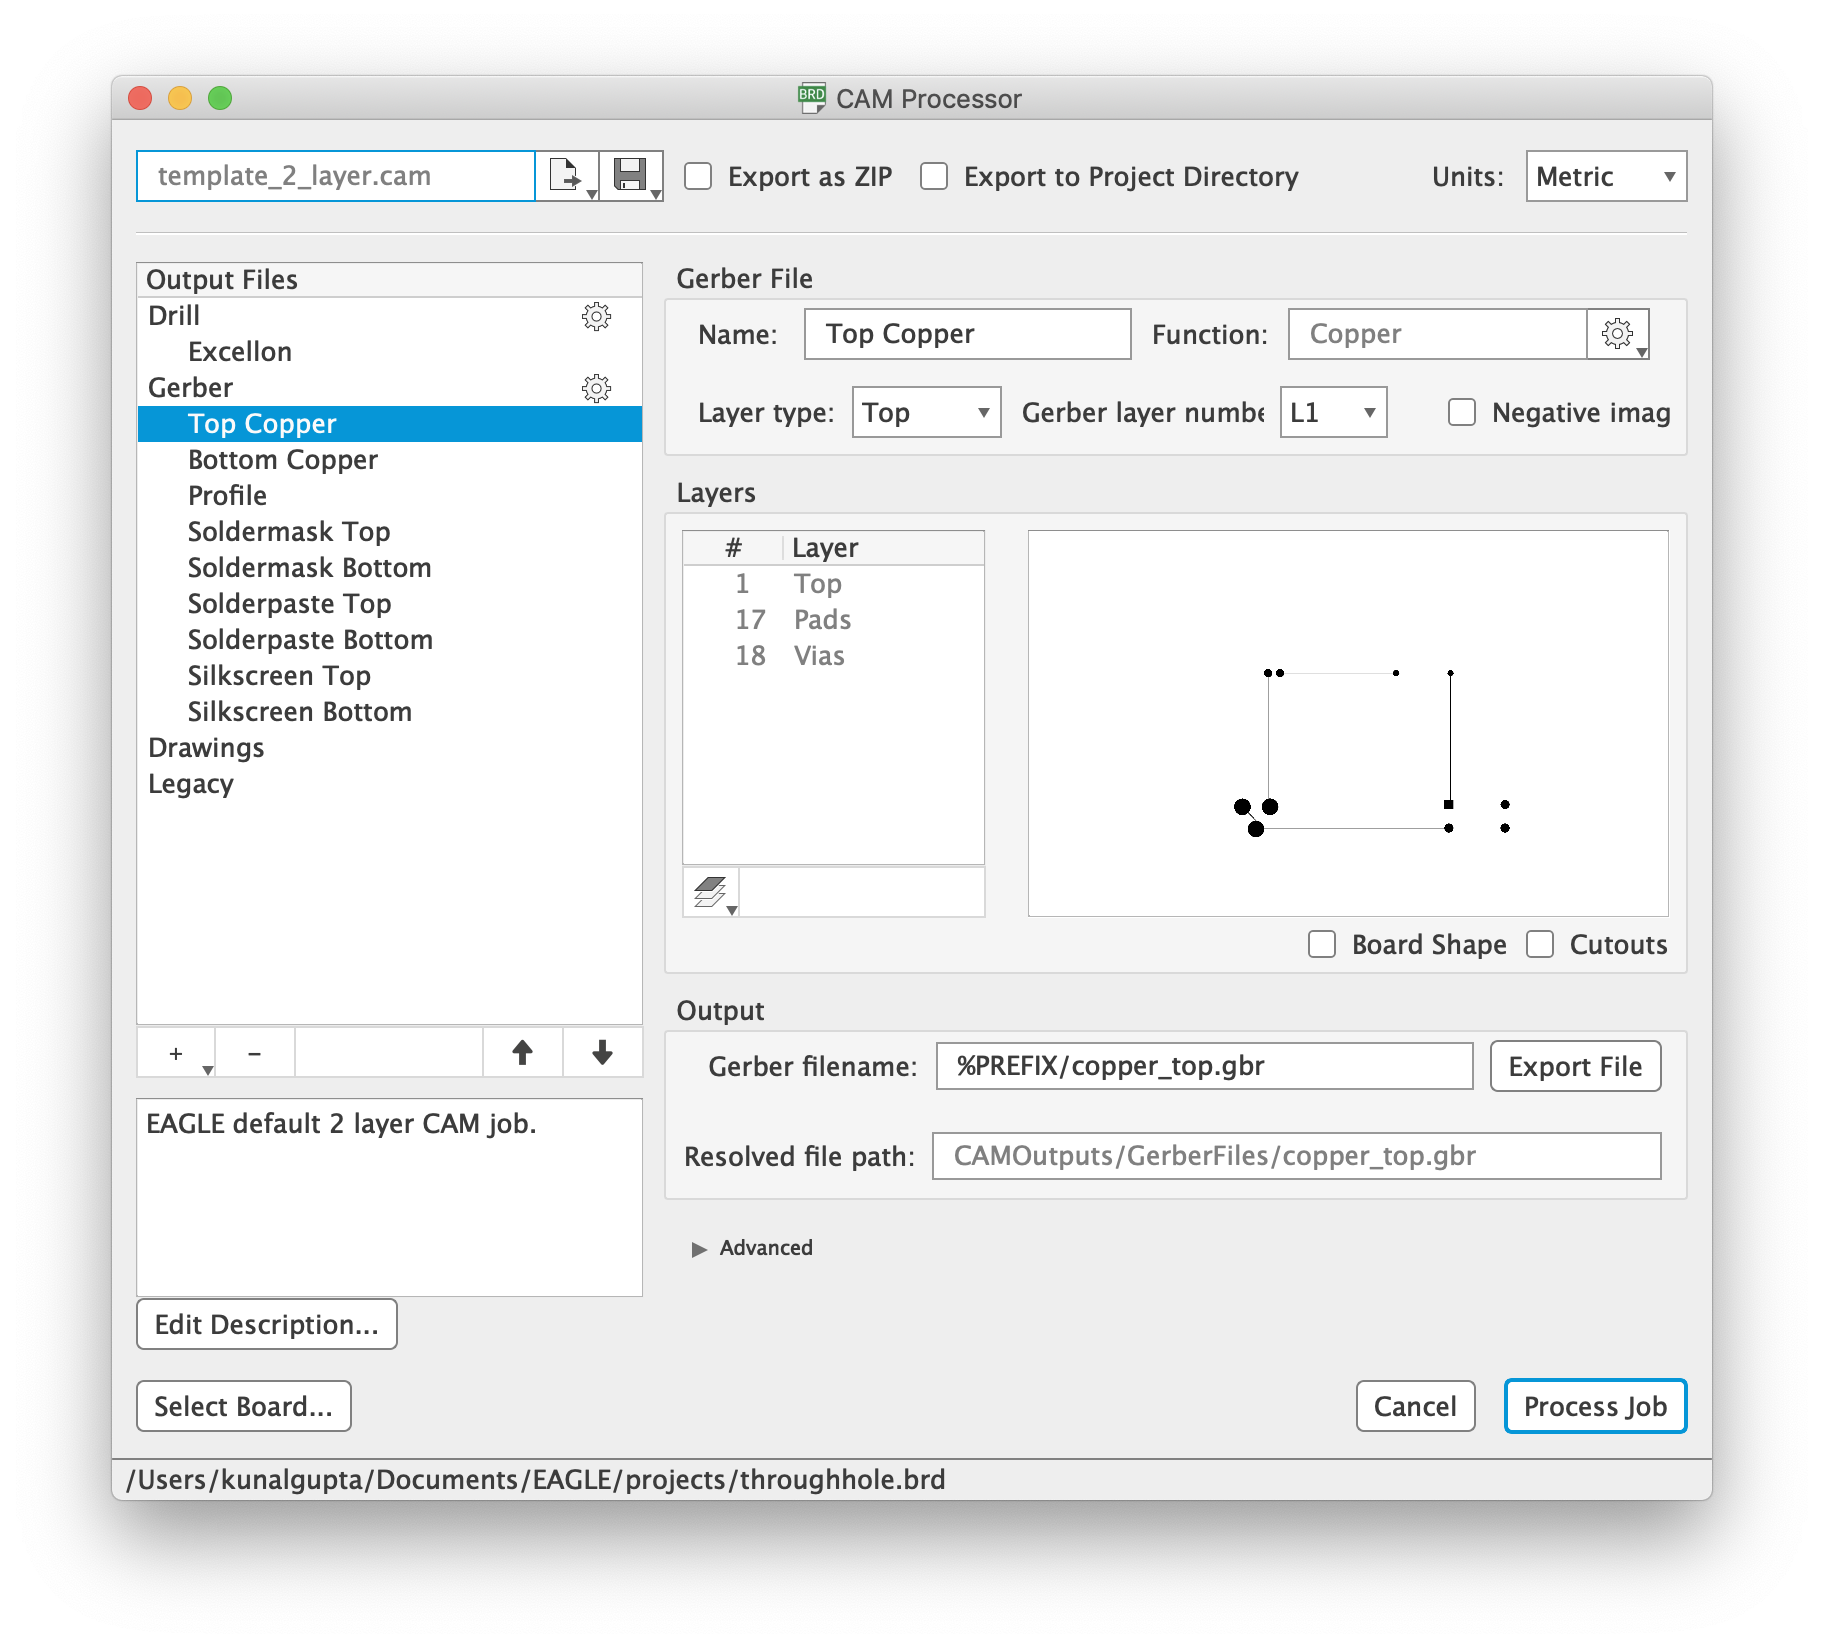 BRD CAM Processor
template_2_layer.cam
Export as ZIP
Export to Project Directory
Units: Metric
Output Files
Drill
Excellon
Gerber
Top Copper
Bottom Copper
Profile
Soldermask Top
Soldermask Bottom
Solderpaste Top
Solderpaste Bottom
Silkscreen Top
Silkscreen Bottom
Drawings
Legacy
+ -
EAGLE default 2 layer CAM job.
Edit Description...
Select Board...
Gerber File
Name: Top Copper Function: Copper
Layer type: Top Gerber layer numbe L1 Negative imag
Layers
# Layer
1 Top
17 Pads
18 Vias
Board Shape Cutouts
Output
Gerber filename: %PREFIX/copper_top.gbr Export File
Resolved file path: CAMOutputs/GerberFiles/copper_top.gbr
Advanced
Cancel Process Job
/Users/kunalgupta/Documents/EAGLE/projects/throughhole.brd